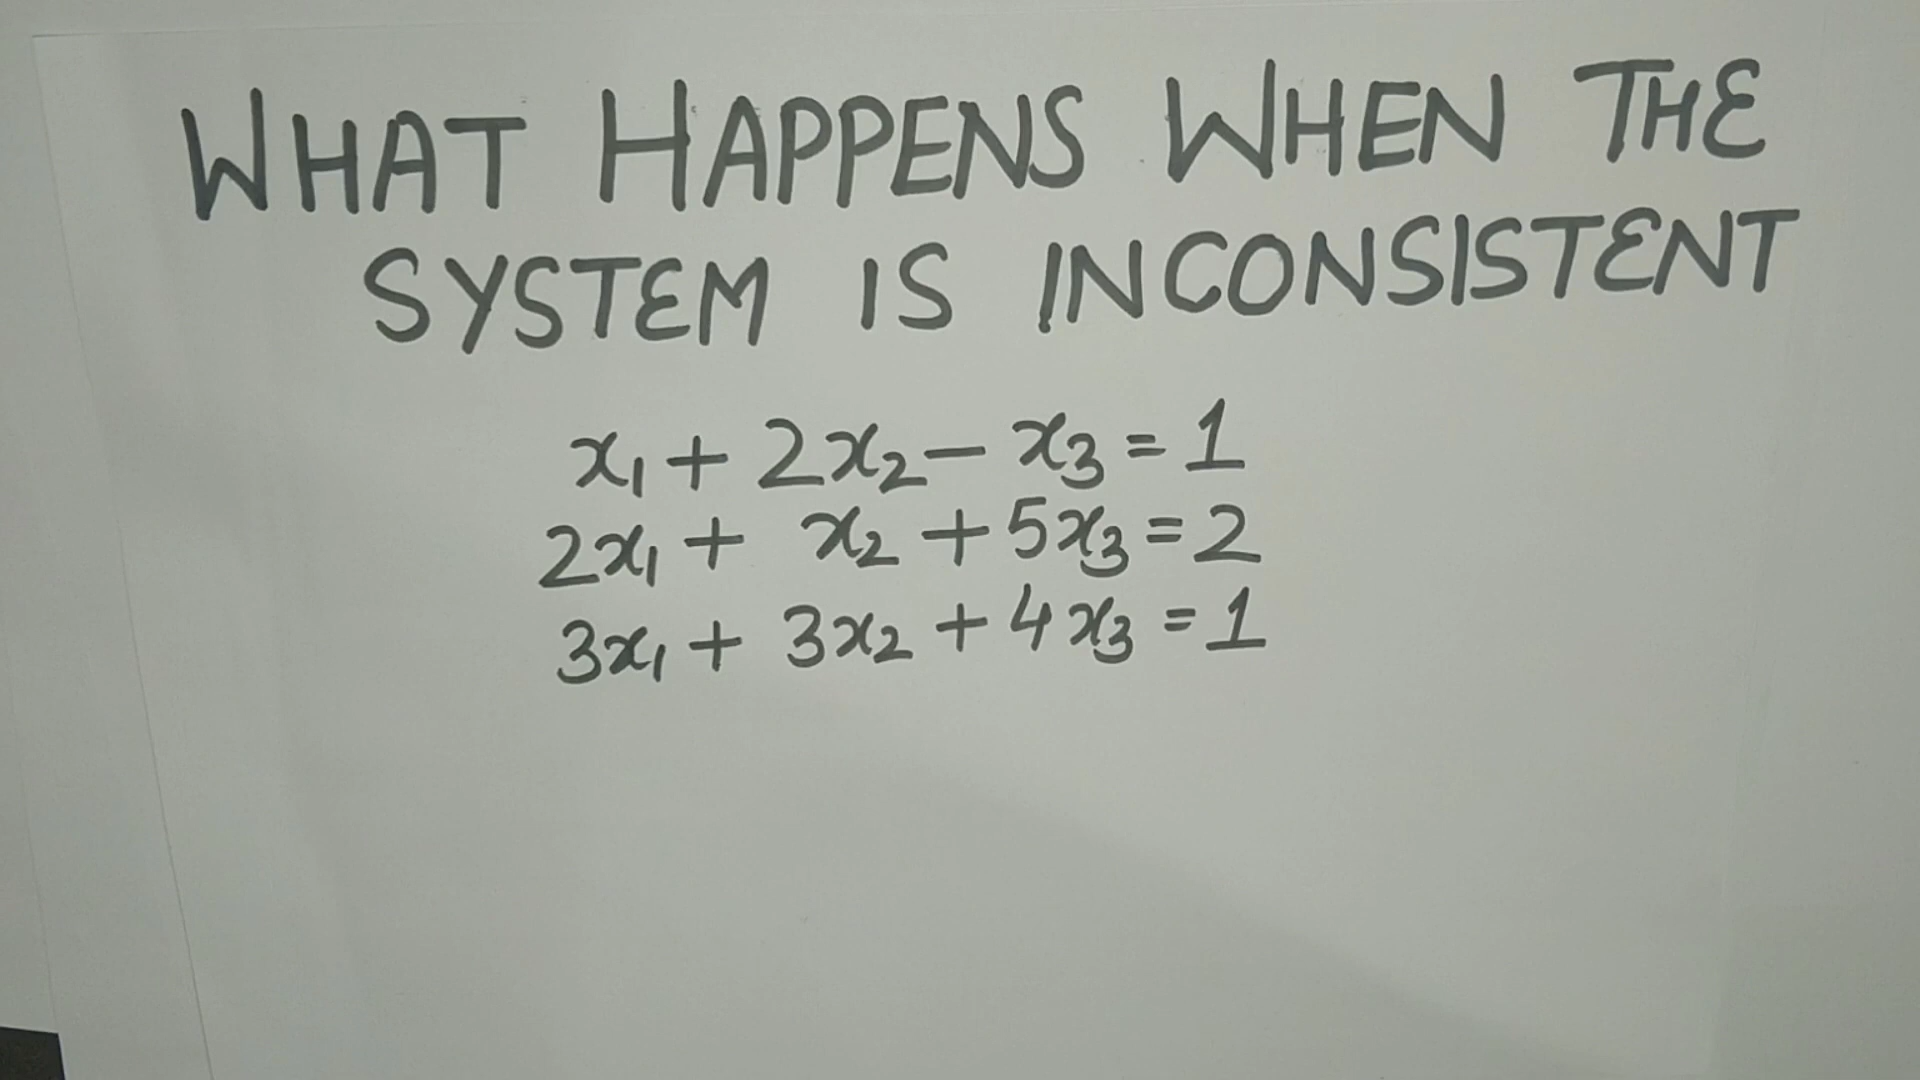 WHAT HAPPENS WHEN THE
SYSTEM IS INCONSISTENT
x₁ + 2x₂ - x₃ = 1
2x₁ + x₂ + 5x₃ = 2
3x₁ + 3x₂ + 4x₃ = 1